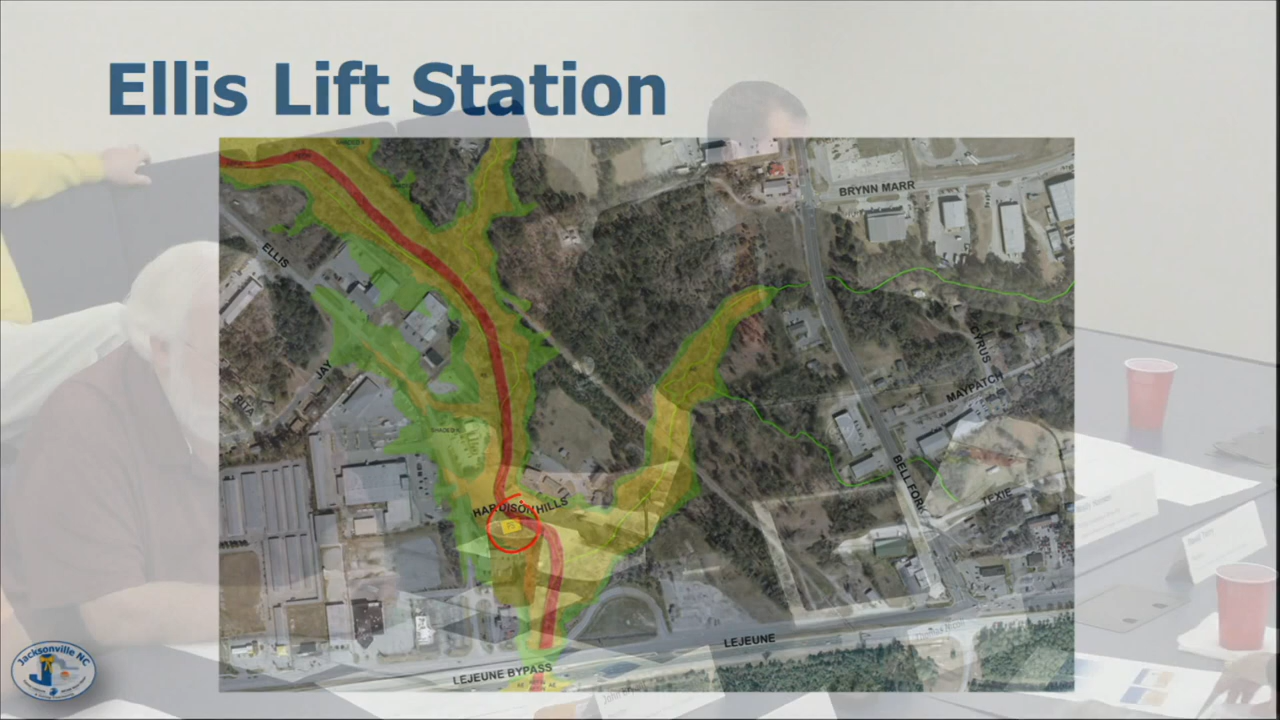 Ellis Lift Station
BRYNN MARR
ELLIS
CYRUS
JAY
MAYPATCH
RITA
BELL FORK
HARDISON HILLS
TEXIE
LEJEUNE
LEJEUNE BYPASS
Jacksonville NC